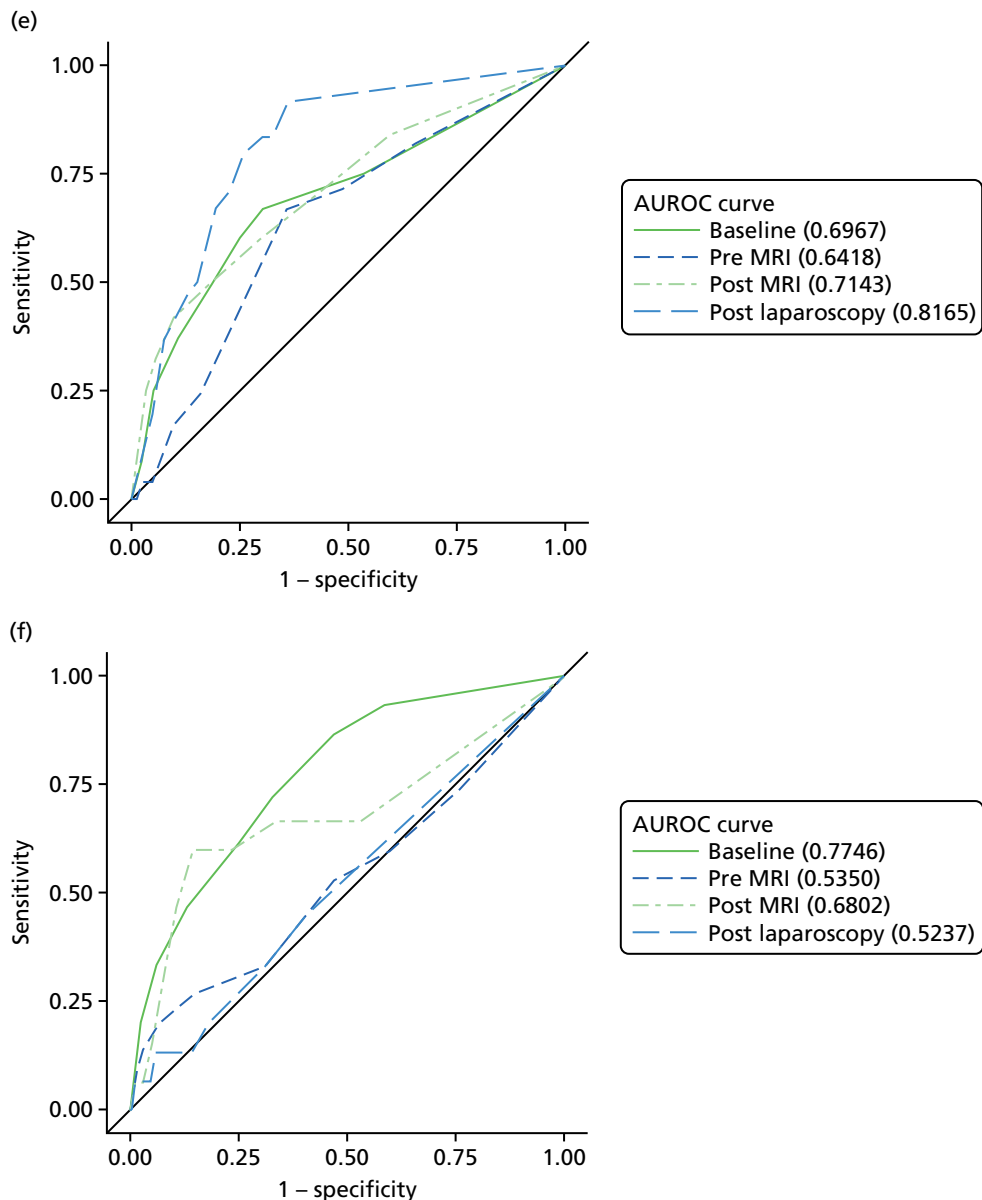 (e)
1.00
0.75
0.50
0.25
0.00
Sensitivity
0.00 0.25 0.50 0.75 1.00
1 – specificity
AUROC curve
Baseline (0.6967)
Pre MRI (0.6418)
Post MRI (0.7143)
Post laparoscopy (0.8165)
(f)
1.00
0.75
0.50
0.25
0.00
Sensitivity
0.00 0.25 0.50 0.75 1.00
1 – specificity
AUROC curve
Baseline (0.7746)
Pre MRI (0.5350)
Post MRI (0.6802)
Post laparoscopy (0.5237)